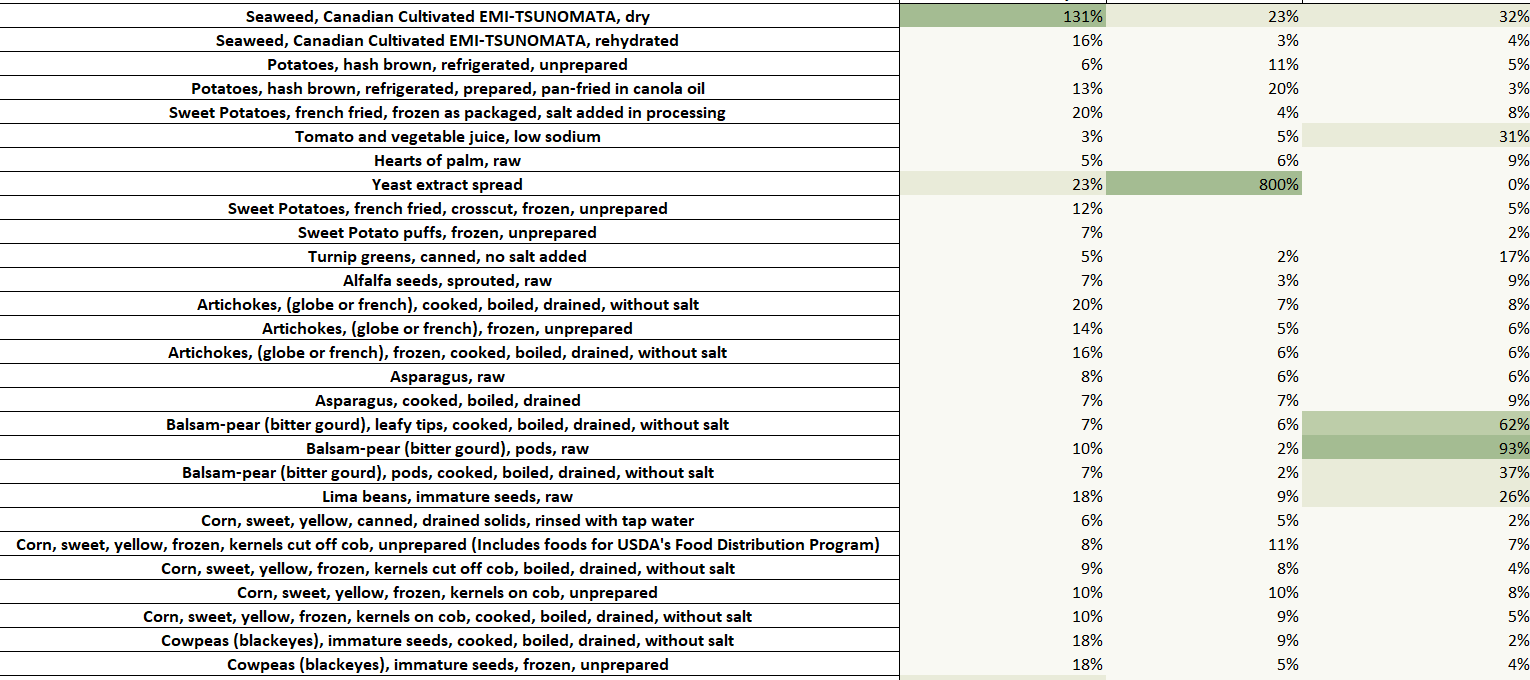 Seaweed, Canadian Cultivated EMI-TSUNOMATA, dry 131% 23% 32%
Seaweed, Canadian Cultivated EMI-TSUNOMATA, rehydrated 16% 3% 4%
Potatoes, hash brown, refrigerated, unprepared 6% 11% 5%
Potatoes, hash brown, refrigerated, prepared, pan-fried in canola oil 13% 20% 3%
Sweet Potatoes, french fried, frozen as packaged, salt added in processing 20% 4% 8%
Tomato and vegetable juice, low sodium 3% 5% 31%
Hearts of palm, raw 5% 6% 9%
Yeast extract spread 23% 800% 0%
Sweet Potatoes, french fried, crosscut, frozen, unprepared 12% 5%
Sweet Potato puffs, frozen, unprepared 7% 2%
Turnip greens, canned, no salt added 5% 2% 17%
Alfalfa seeds, sprouted, raw 7% 3% 9%
Artichokes, (globe or french), cooked, boiled, drained, without salt 20% 7% 8%
Artichokes, (globe or french), frozen, unprepared 14% 5% 6%
Artichokes, (globe or french), frozen, cooked, boiled, drained, without salt 16% 6% 6%
Asparagus, raw 8% 6% 6%
Asparagus, cooked, boiled, drained 7% 7% 9%
Balsam-pear (bitter gourd), leafy tips, cooked, boiled, drained, without salt 7% 6% 62%
Balsam-pear (bitter gourd), pods, raw 10% 2% 93%
Balsam-pear (bitter gourd), pods, cooked, boiled, drained, without salt 7% 2% 37%
Lima beans, immature seeds, raw 18% 9% 26%
Corn, sweet, yellow, canned, drained solids, rinsed with tap water 6% 5% 2%
Corn, sweet, yellow, frozen, kernels cut off cob, unprepared (Includes foods for USDA's Food Distribution Program) 8% 11% 7%
Corn, sweet, yellow, frozen, kernels cut off cob, boiled, drained, without salt 9% 8% 4%
Corn, sweet, yellow, frozen, kernels on cob, unprepared 10% 10% 8%
Corn, sweet, yellow, frozen, kernels on cob, cooked, boiled, drained, without salt 10% 9% 5%
Cowpeas (blackeyes), immature seeds, cooked, boiled, drained, without salt 18% 9% 2%
Cowpeas (blackeyes), immature seeds, frozen, unprepared 18% 5% 4%